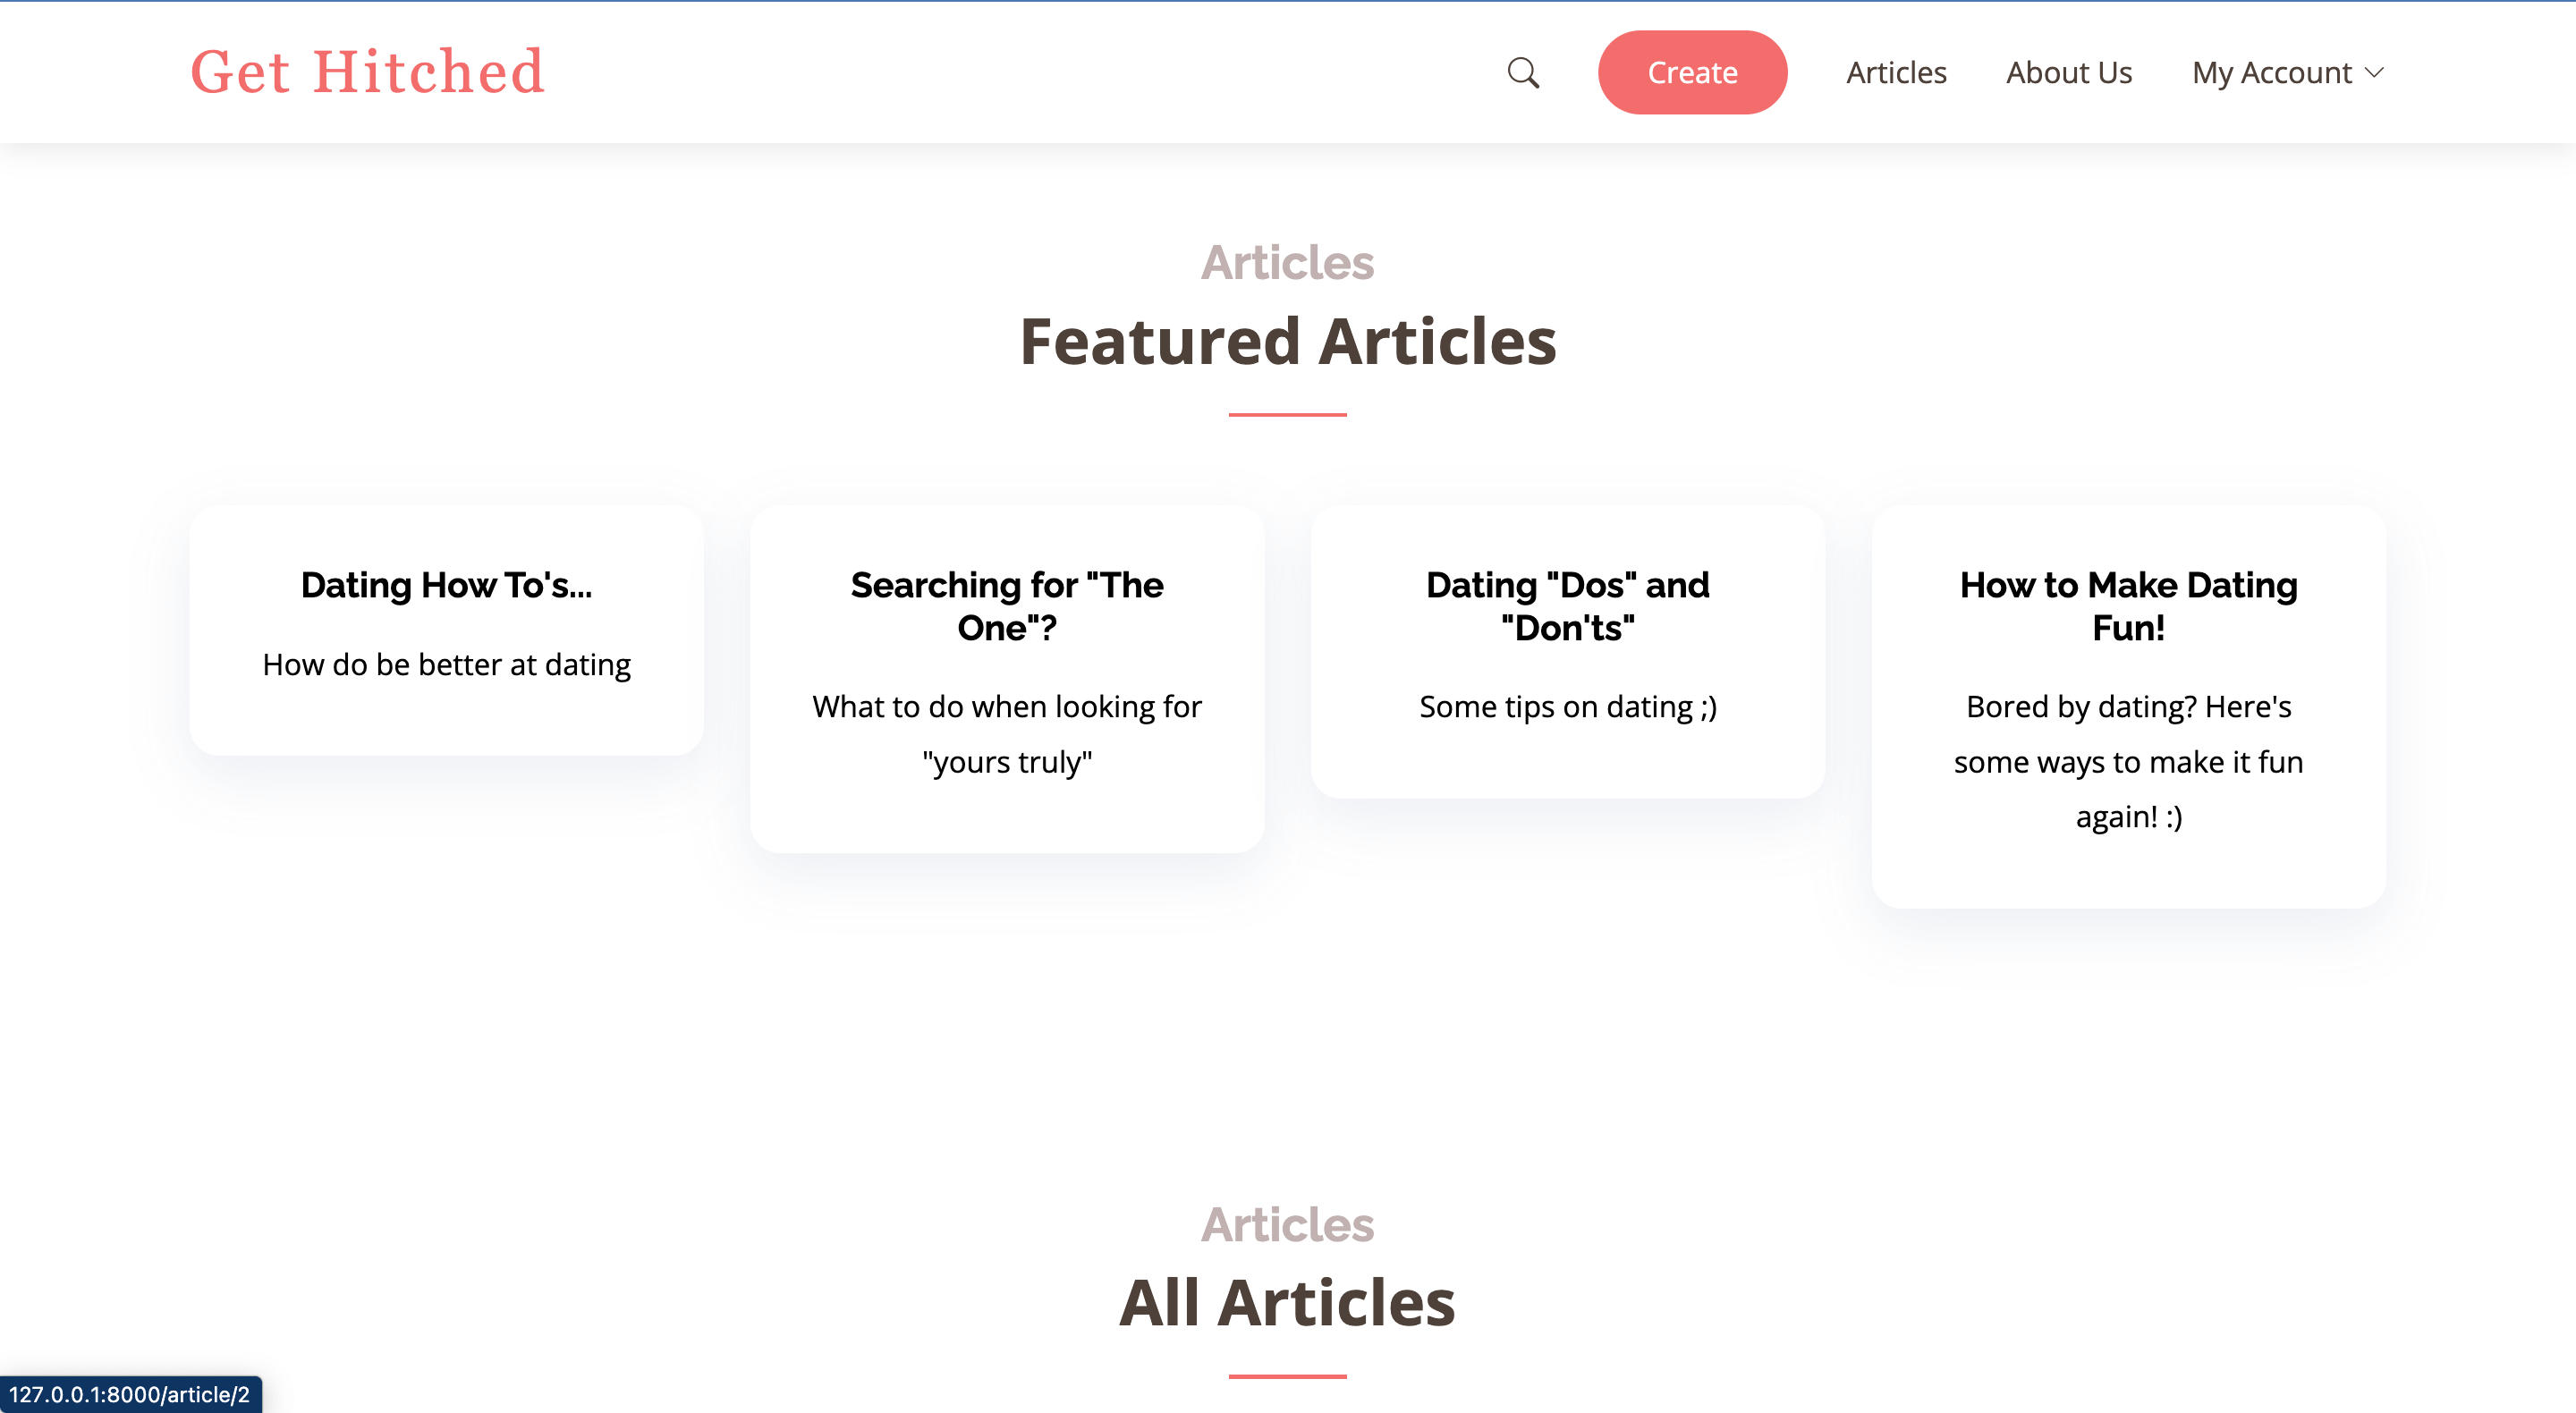 Get Hitched
Create
Articles
About Us
My Account
Articles
Featured Articles
Dating How To's...
How do be better at dating
Searching for "The
One"?
What to do when looking for
"yours truly"
Dating "Dos" and
"Don'ts"
Some tips on dating ;)
How to Make Dating
Fun!
Bored by dating? Here's
some ways to make it fun
again! :)
Articles
All Articles
127.0.0.1:8000/article/2